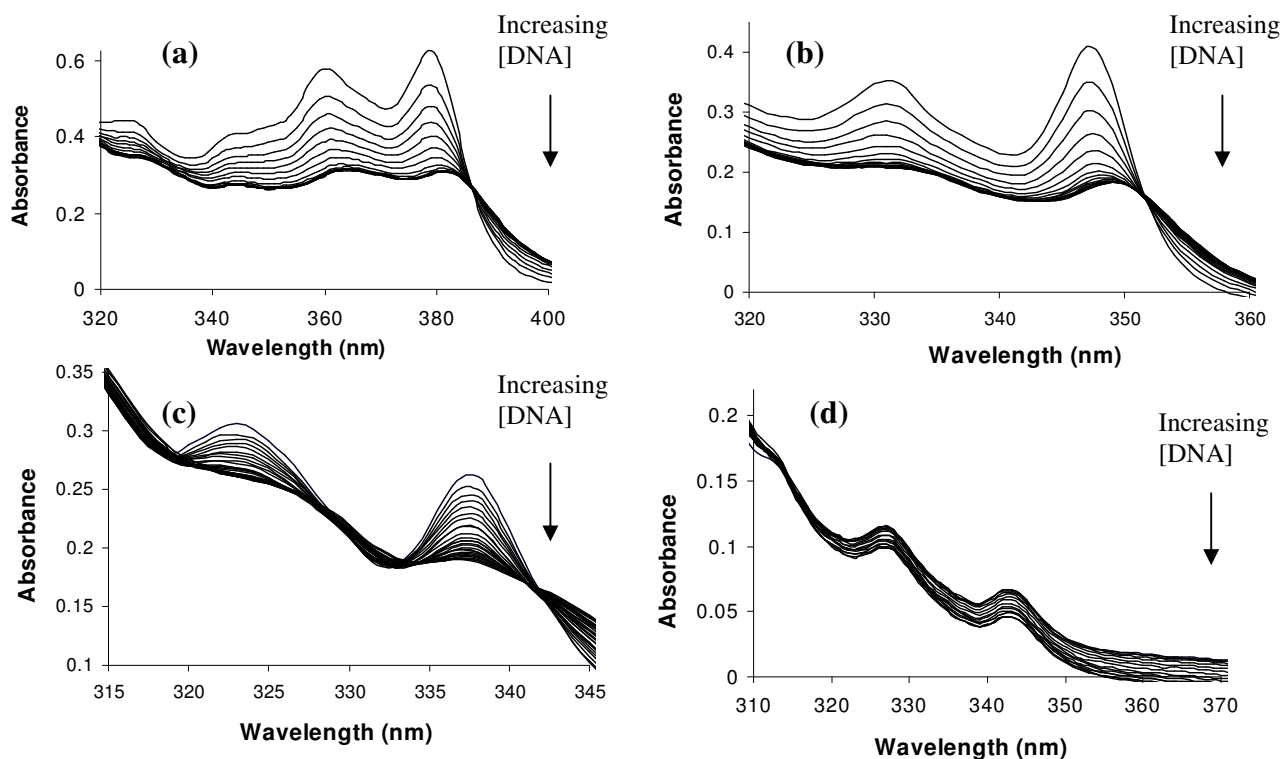 (a)
Increasing
[DNA]
0.6
0.4
0.2
0
Absorbance
320
340
360
380
400
Wavelength (nm)
(b)
Increasing
[DNA]
0.4
0.3
0.2
0.1
0
Absorbance
320
330
340
350
360
Wavelength (nm)
(c)
Increasing
[DNA]
0.35
0.3
0.25
0.2
0.15
0.1
Absorbance
315
320
325
330
335
340
345
Wavelength (nm)
(d)
Increasing
[DNA]
0.2
0.15
0.1
0.05
0
Absorbance
310
320
330
340
350
360
370
Wavelength (nm)